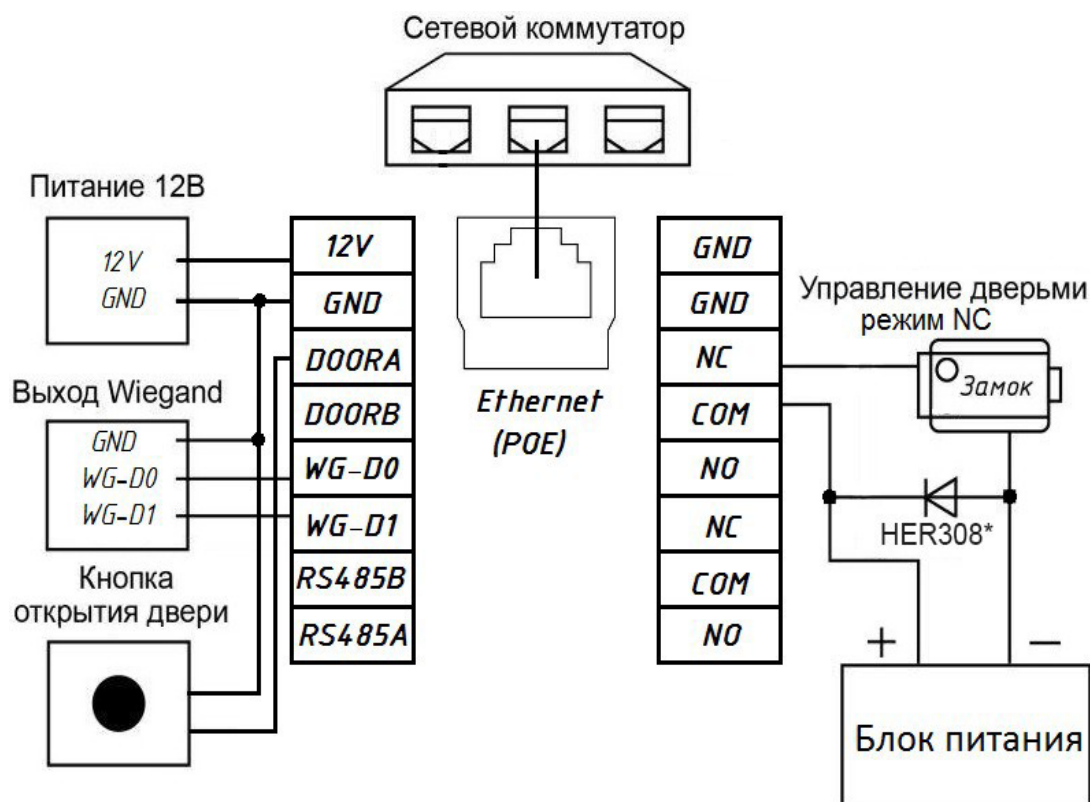 Сетевой коммутатор
Питание 12В
12V
GND
Выход Wiegand
GND
WG-D0
WG-D1
Кнопка
открытия двери
12V
GND
DOORA
DOORB
WG-D0
WG-D1
RS485B
RS485A
Ethernet
(POE)
GND
GND
NC
COM
NO
NC
COM
NO
Управление дверьми
режим NC
Замок
HER308*
+
—
Блок питания